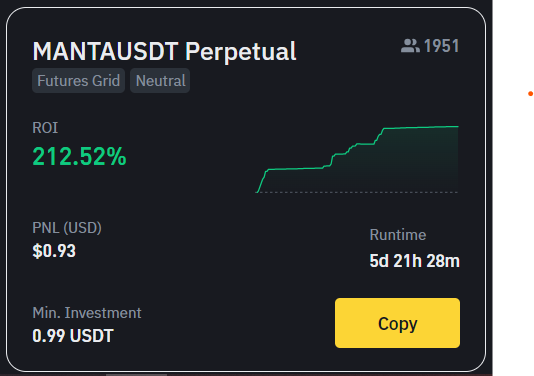 MANTAUSDT Perpetual
1951
Futures Grid
Neutral
ROI
212.52%
PNL (USD)
$0.93
Runtime
5d 21h 28m
Min. Investment
0.99 USDT
Copy